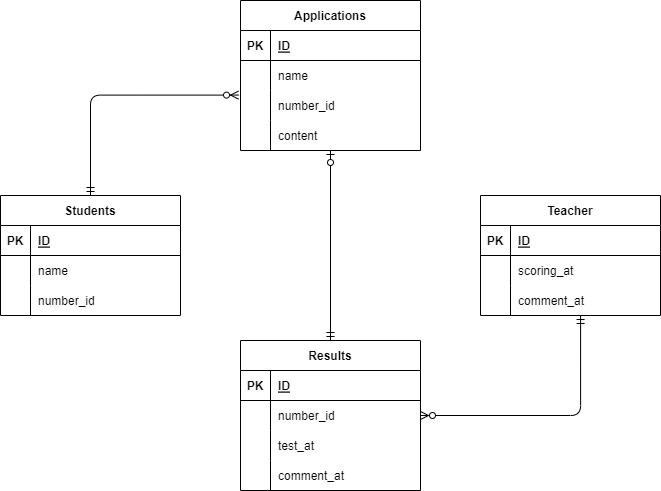 Applications
PK ID
name
number_id
content
Students
PK ID
name
number_id
Teacher
PK ID
scoring_at
comment_at
Results
PK ID
number_id
test_at
comment_at